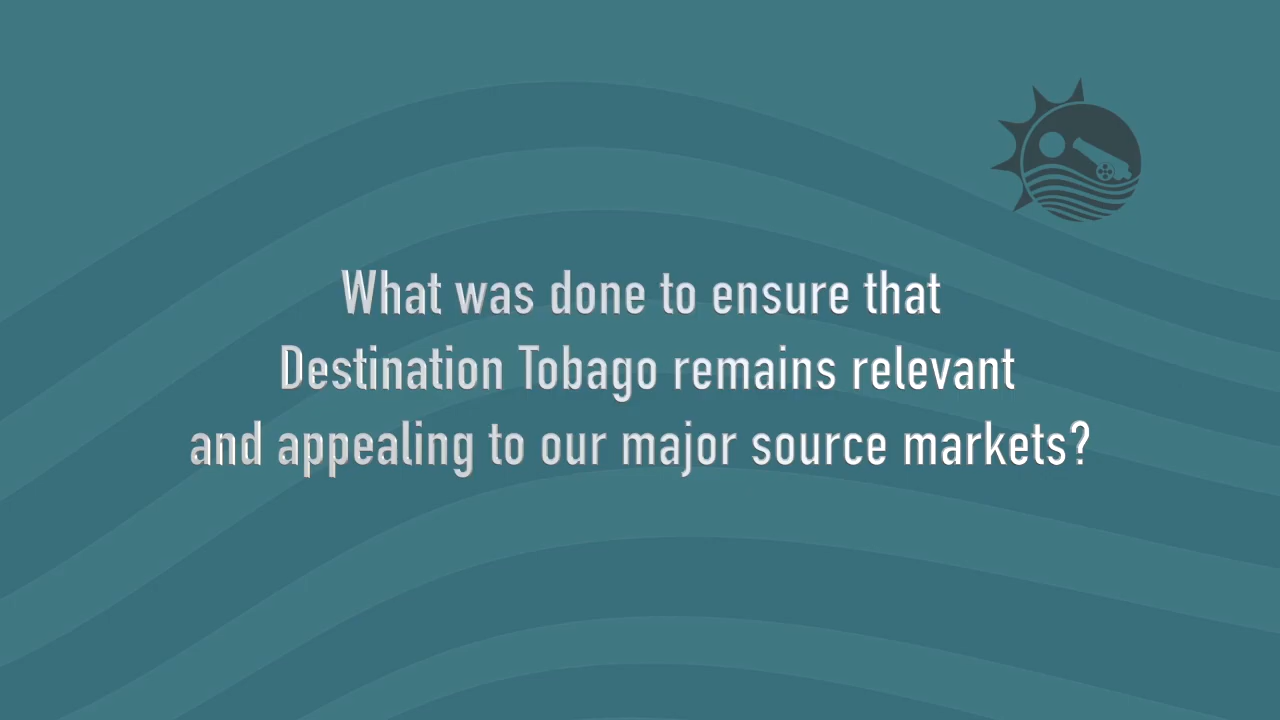 What was done to ensure that
Destination Tobago remains relevant
and appealing to our major source markets?